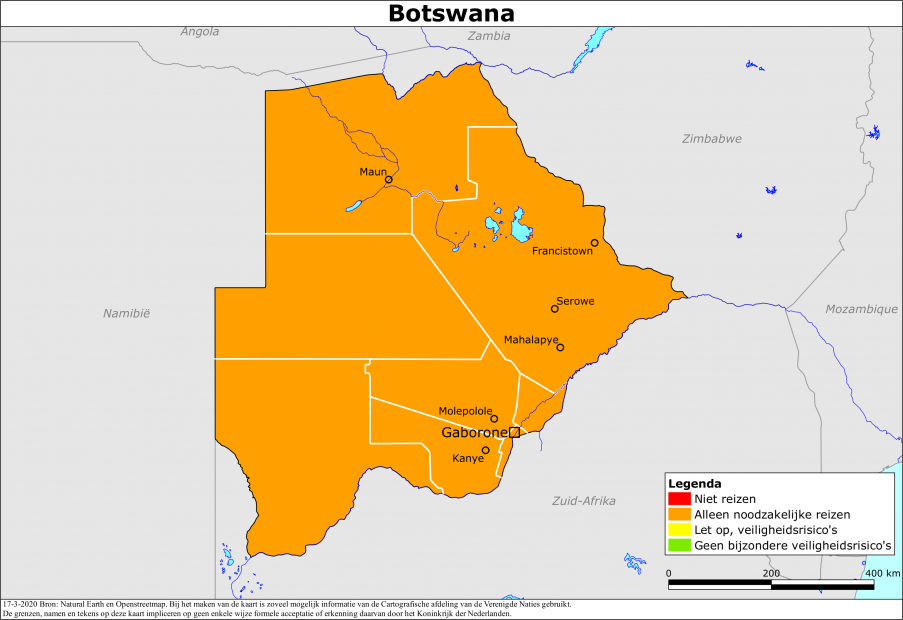 Botswana
Angola
Zambia
Zimbabwe
Maun
Francistown
Serowe
Namibië
Mozambique
Mahalapye
Molepolole
Gaborone
Kanye
Zuid-Afrika
Legenda
Niet reizen
Alleen noodzakelijke reizen
Let op, veiligheidsrisico's
Geen bijzondere veiligheidsrisico's
0 200 400 km
17-3-2020 Bron: Natural Earth en Openstreetmap. Bij het maken van de kaart is zoveel mogelijk informatie van de Cartografische afdeling van de Verenigde Naties gebruikt.
De grenzen, namen en tekens op deze kaart impliceren op geen enkele wijze formele acceptatie of erkenning daarvan door het Koninkrijk der Nederlanden.